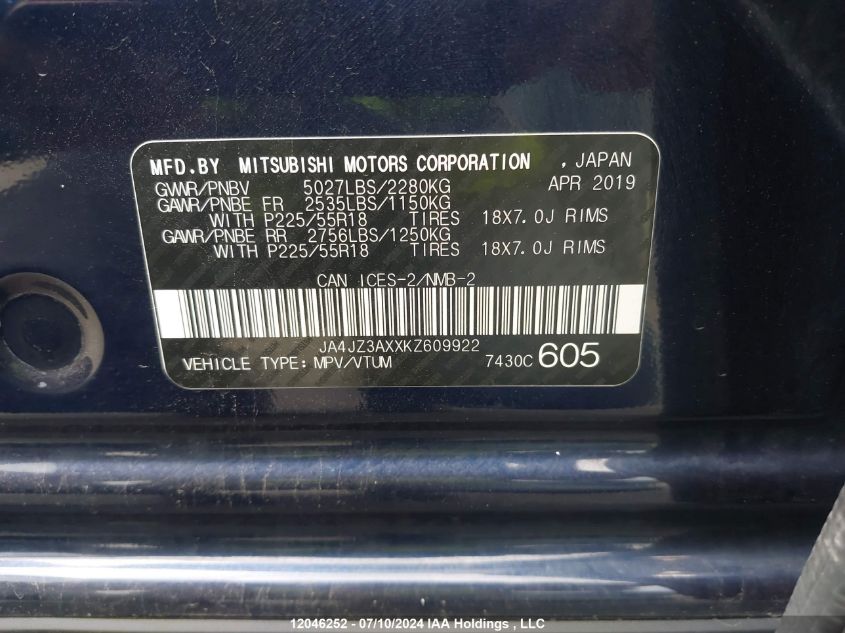 MFD.BY MITSUBISHI MOTORS CORPORATION , JAPAN
GVWR/PNBV 5027LBS/2280KG APR 2019
GAWR/PNBE FR 2535LBS/1150KG
WITH P225/55R18 TIRES 18X7.0J RIMS
GAWR/PNBE RR 2756LBS/1250KG
WITH P225/55R18 TIRES 18X7.0J RIMS
CAN ICES-2/NMB-2
JA4JZ3AXXKZ609922
VEHICLE TYPE: MPV/VTUM 7430C 605
12046252 - 07/10/2024 IAA Holdings , LLC